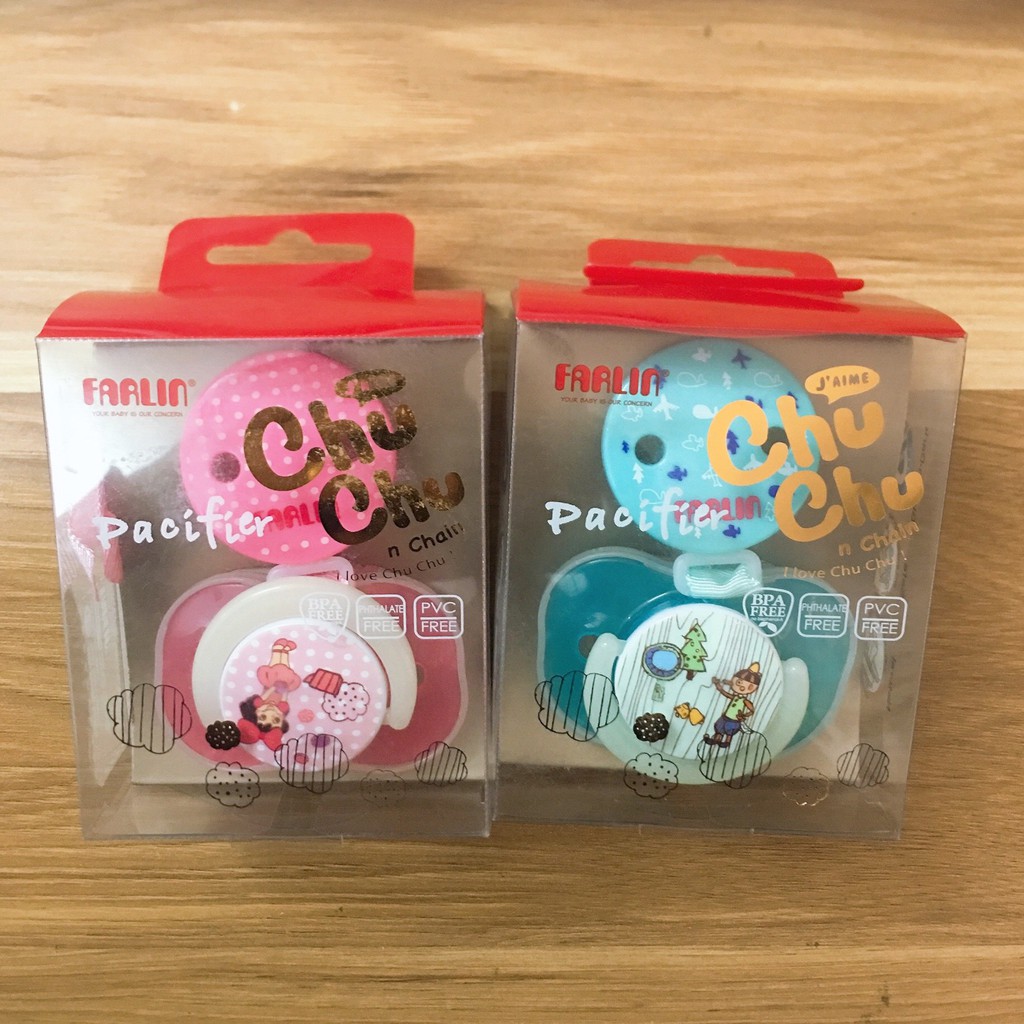 FARLIN®
YOUR BABY IS OUR CONCERN
Chu
Chu
Pacifier
FARLIN
n Chain
i love Chu Chu !
BPA
FREE
PHTHALATE
FREE
PVC
FREE
FARLIN®
YOUR BABY IS OUR CONCERN
J'AIME
Chu
Chu
Pacifier
FARLIN
n Chain
i love Chu Chu !
BPA
FREE
PHTHALATE
FREE
PVC
FREE